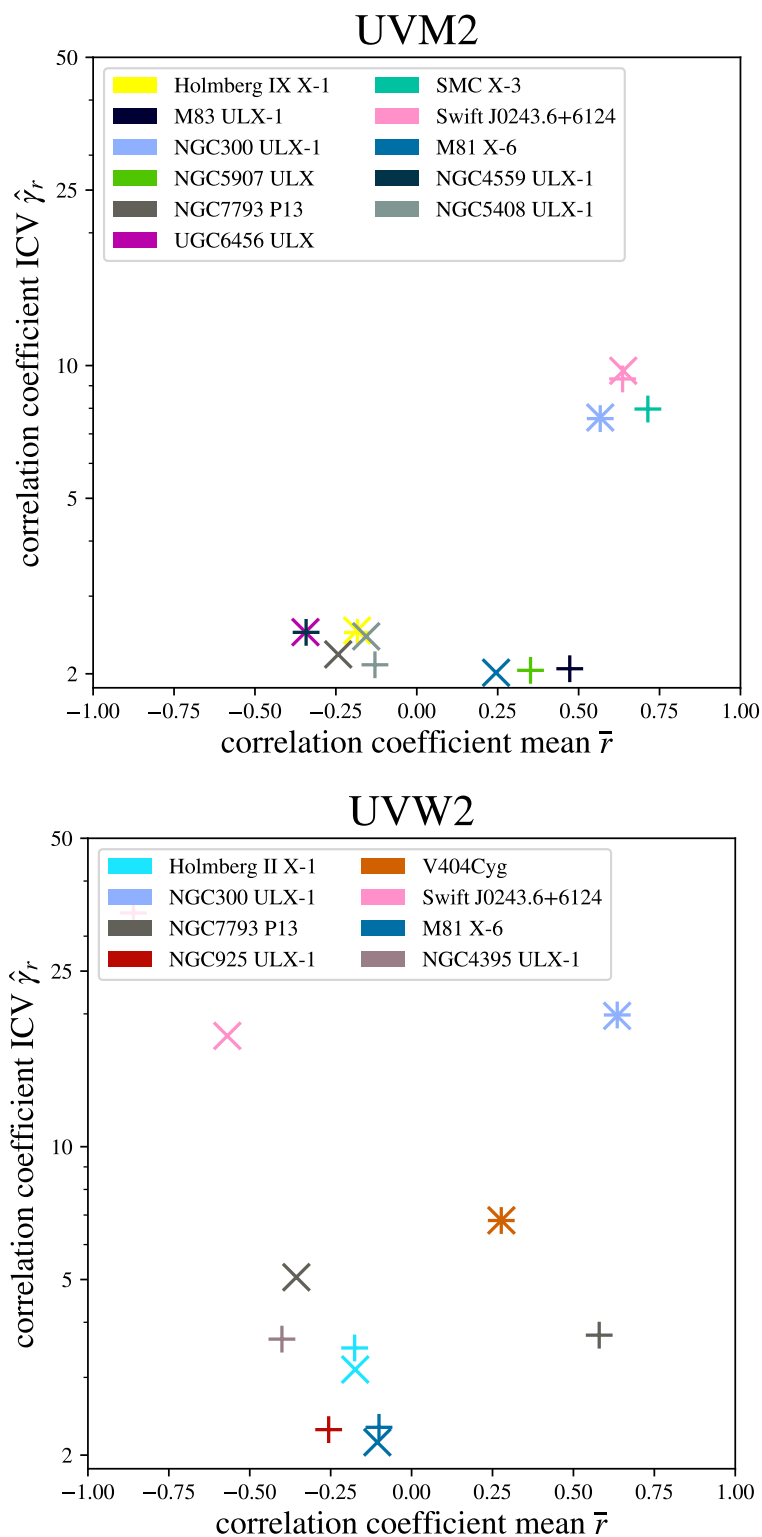 UVM2
50
25
10
5
2
correlation coefficient ICV γ̂r
Holmberg IX X-1
M83 ULX-1
NGC300 ULX-1
NGC5907 ULX
NGC7793 P13
UGC6456 ULX
SMC X-3
Swift J0243.6+6124
M81 X-6
NGC4559 ULX-1
NGC5408 ULX-1
−1.00 −0.75 −0.50 −0.25 0.00 0.25 0.50 0.75 1.00
correlation coefficient mean r̄
UVW2
50
25
10
5
2
correlation coefficient ICV γ̂r
Holmberg II X-1
NGC300 ULX-1
NGC7793 P13
NGC925 ULX-1
V404Cyg
Swift J0243.6+6124
M81 X-6
NGC4395 ULX-1
−1.00 −0.75 −0.50 −0.25 0.00 0.25 0.50 0.75 1.00
correlation coefficient mean r̄